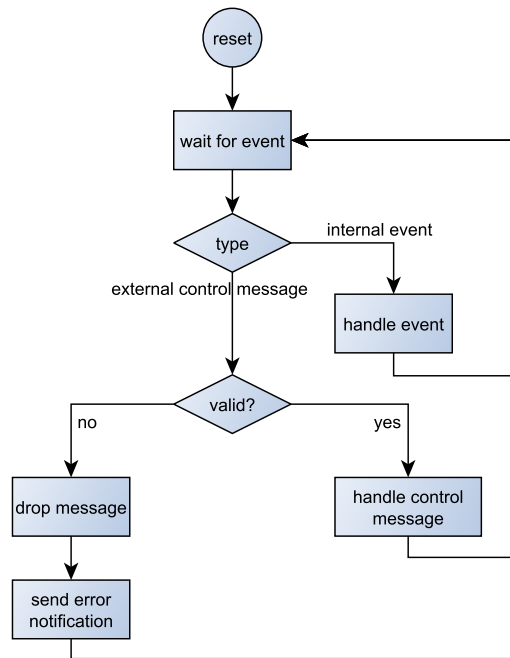 reset
wait for event
type
internal event
external control message
handle event
valid?
no
yes
drop message
handle control
message
send error
notification